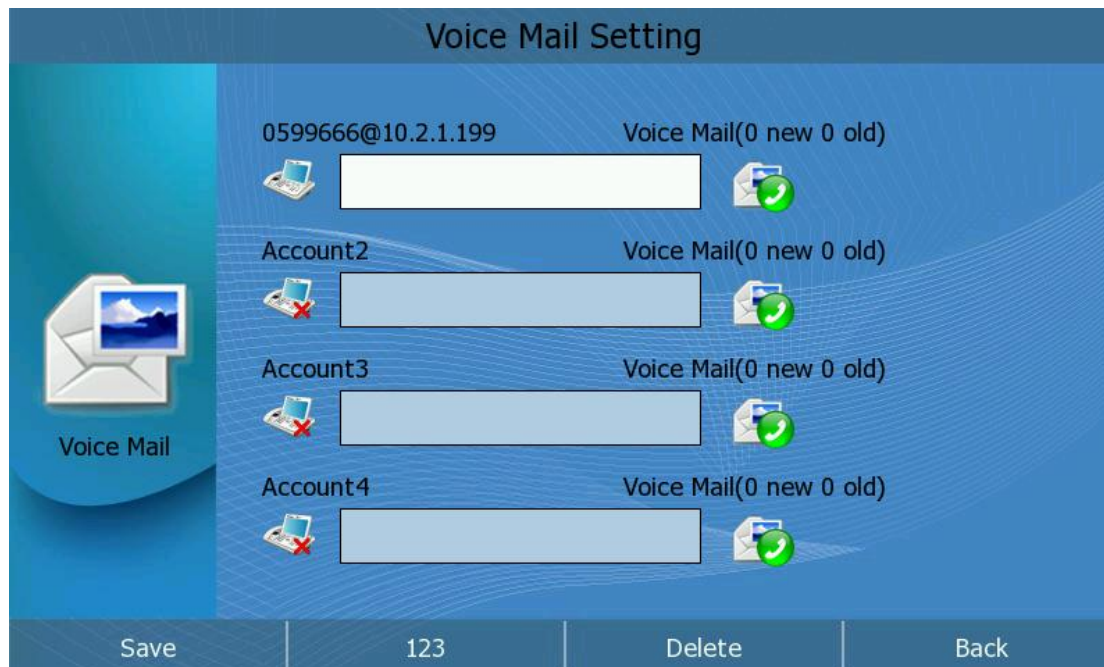 Voice Mail Setting
0599666@10.2.1.199 Voice Mail(0 new 0 old)
Account2 Voice Mail(0 new 0 old)
Account3 Voice Mail(0 new 0 old)
Voice Mail
Account4 Voice Mail(0 new 0 old)
Save 123 Delete Back